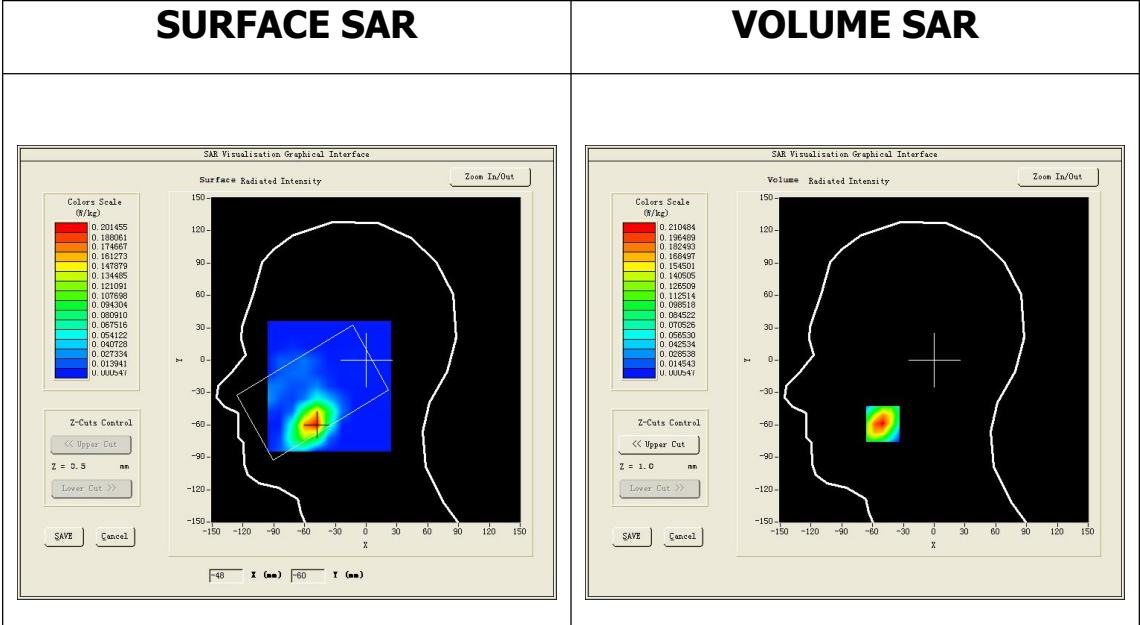 SURFACE SAR
VOLUME SAR
SAR Visualisation Graphical Interface
Surface Radiated Intensity
Zoom In/Out
Colors Scale
(W/kg)
0.201455
0.188061
0.174667
0.161273
0.147879
0.134485
0.121091
0.107698
0.094304
0.080910
0.067516
0.054122
0.040728
0.027334
0.013941
0.000547
Z-Cuts Control
<< Upper Cut
Z = 3.5 mm
Lower Cut >>
SAVE Cancel
150
120
90
60
30
0
-30
-60
-90
-120
-150
Y
-150 -120 -90 -60 -30 0 30 60 90 120 150
X
-48 X (mm) -60 Y (mm)
SAR Visualisation Graphical Interface
Volume Radiated Intensity
Zoom In/Out
Colors Scale
(W/kg)
0.210484
0.196489
0.182493
0.168497
0.154501
0.140505
0.126509
0.112514
0.098518
0.084522
0.070526
0.056530
0.042534
0.028538
0.014543
0.000547
Z-Cuts Control
<< Upper Cut
Z = 1.0 mm
Lower Cut >>
SAVE Cancel
150
120
90
60
30
0
-30
-60
-90
-120
-150
Y
-150 -120 -90 -60 -30 0 30 60 90 120 150
X